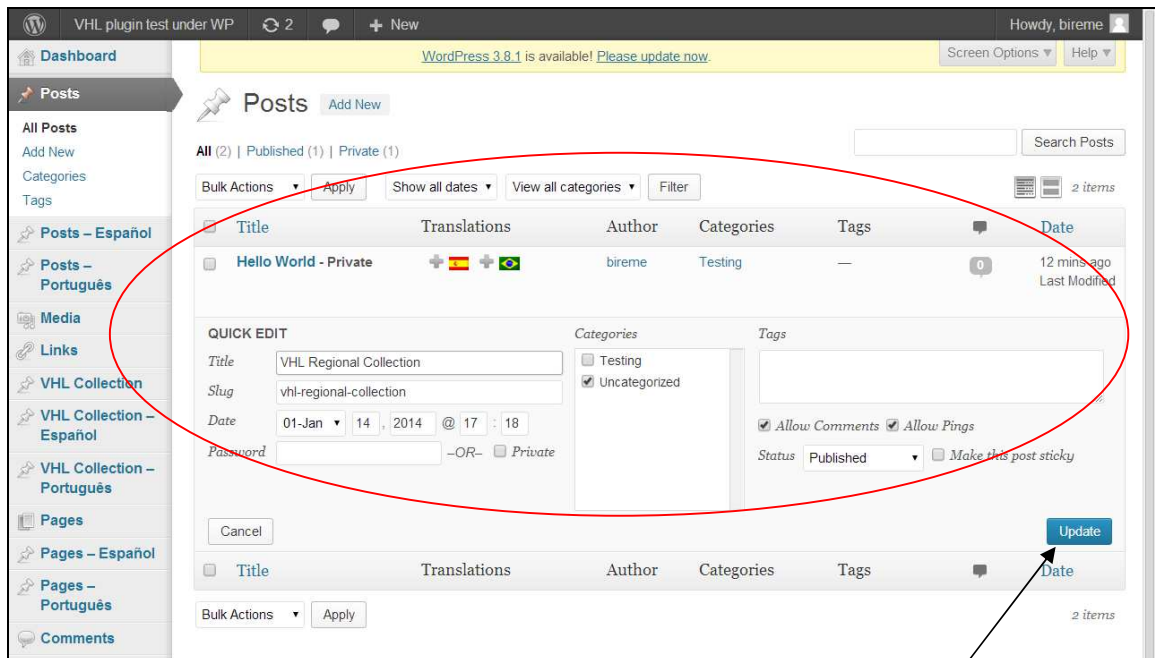 VHL plugin test under WP 2 + New Howdy, bireme
Dashboard
Posts
All Posts
Add New
Categories
Tags
Posts – Español
Posts –
Português
Media
Links
VHL Collection
VHL Collection –
Español
VHL Collection –
Português
Pages
Pages – Español
Pages –
Português
Comments
WordPress 3.8.1 is available! Please update now.
Screen Options ▼ Help ▼
Posts Add New
All (2) | Published (1) | Private (1)
Search Posts
Bulk Actions Apply Show all dates View all categories Filter 2 items
Title Translations Author Categories Tags Date
Hello World - Private bireme Testing — 0 12 mins ago
Last Modified
QUICK EDIT Categories Tags
Title VHL Regional Collection Testing
Slug vhl-regional-collection Uncategorized
Date 01-Jan 14 , 2014 @ 17 : 18 Allow Comments Allow Pings
Password –OR– Private Status Published Make this post sticky
Cancel Update
Title Translations Author Categories Tags Date
Bulk Actions Apply 2 items